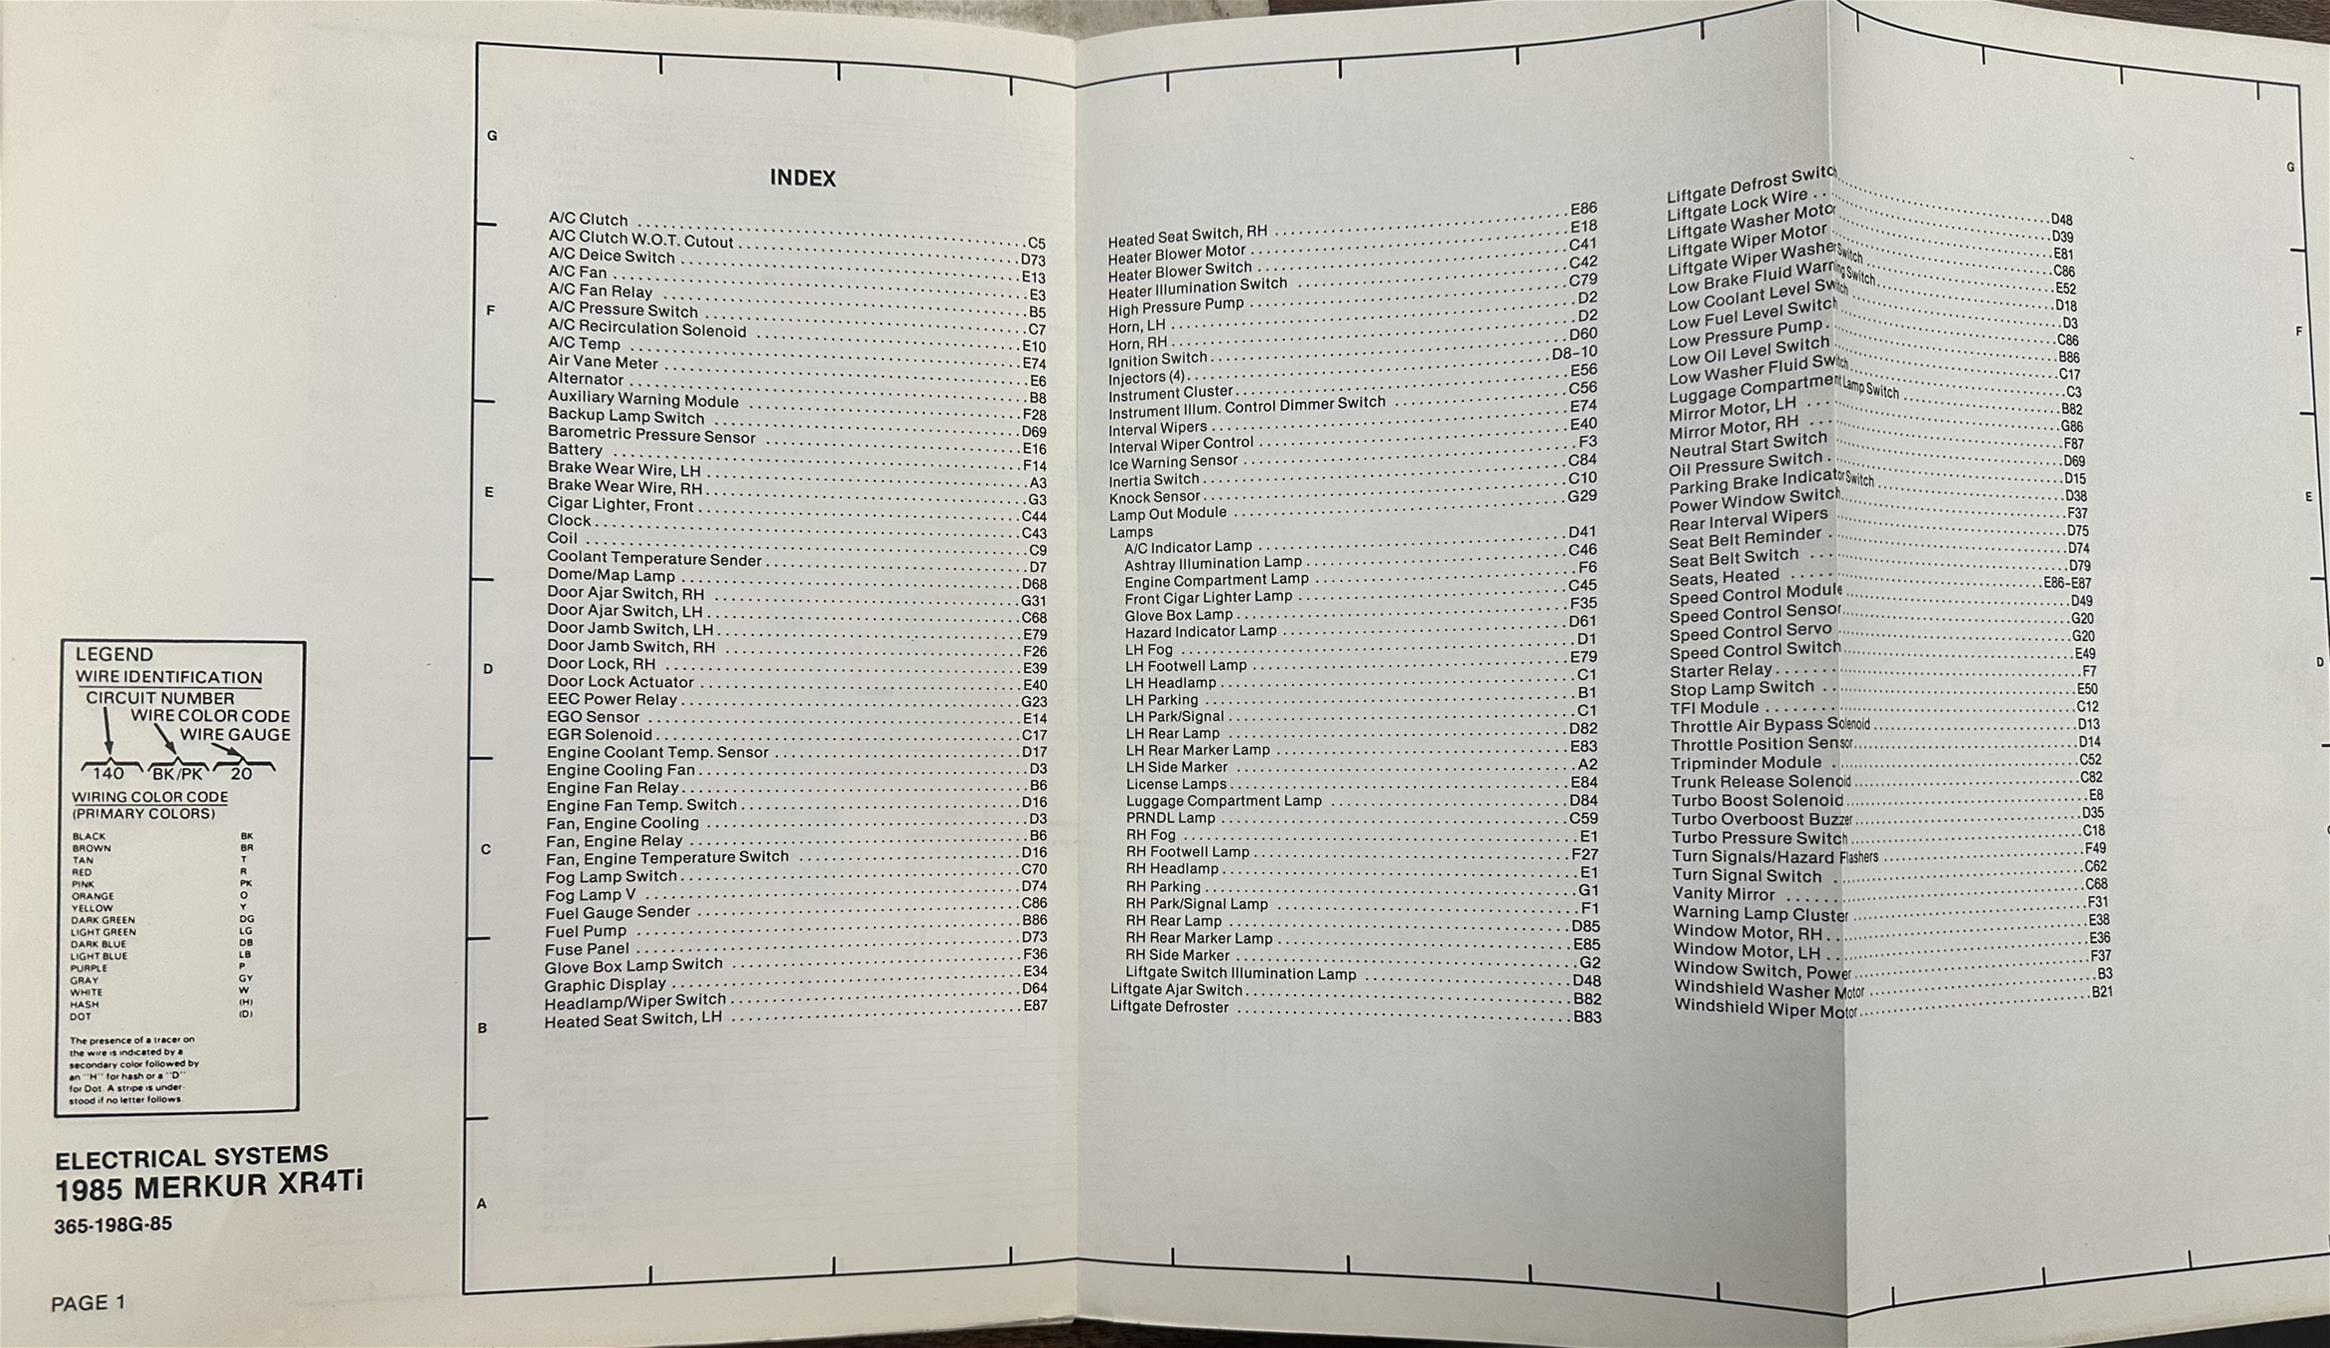 G
INDEX
A/C Clutch C5
A/C Clutch W.O.T. Cutout D73
A/C Deice Switch E13
A/C Fan E3
A/C Fan Relay B5
A/C Pressure Switch C7
A/C Recirculation Solenoid E10
A/C Temp E74
Air Vane Meter E6
Alternator B8
Auxiliary Warning Module F28
Backup Lamp Switch D69
Barometric Pressure Sensor E16
Battery F14
Brake Wear Wire, LH A3
Brake Wear Wire, RH G3
Cigar Lighter, Front C44
Clock C43
Coil C9
Coolant Temperature Sender D7
Dome/Map Lamp D68
Door Ajar Switch, RH G31
Door Ajar Switch, LH C68
Door Jamb Switch, LH E79
Door Jamb Switch, RH F26
Door Lock, RH E39
Door Lock Actuator E40
EEC Power Relay G23
EGO Sensor E14
EGR Solenoid C17
Engine Coolant Temp. Sensor D17
Engine Cooling Fan D3
Engine Fan Relay B6
Engine Fan Temp. Switch D16
Fan, Engine Cooling D3
Fan, Engine Relay B6
Fan, Engine Temperature Switch D16
Fog Lamp Switch C70
Fog Lamp V D74
Fuel Gauge Sender C86
Fuel Pump B86
Fuse Panel D73
Glove Box Lamp Switch F36
Graphic Display E34
Headlamp/Wiper Switch D64
Heated Seat Switch, LH E87
Heated Seat Switch, RH E86
Heater Blower Motor E18
Heater Blower Switch C41
Heater Illumination Switch C42
High Pressure Pump C79
Horn, LH D2
Horn, RH D2
Ignition Switch D60
Injectors (4) D8-10
Instrument Cluster E56
Instrument Illum. Control Dimmer Switch C56
Interval Wipers E74
Interval Wiper Control E40
Ice Warning Sensor F3
Inertia Switch C84
Knock Sensor C10
Lamp Out Module G29
Lamps
A/C Indicator Lamp D41
Ashtray Illumination Lamp C46
Engine Compartment Lamp F6
Front Cigar Lighter Lamp C45
Glove Box Lamp F35
Hazard Indicator Lamp D61
LH Fog D1
LH Footwell Lamp E79
LH Headlamp C1
LH Parking B1
LH Park/Signal C1
LH Rear Lamp D82
LH Rear Marker Lamp E83
LH Side Marker A2
License Lamps E84
Luggage Compartment Lamp D84
PRNDL Lamp C59
RH Fog E1
RH Footwell Lamp F27
RH Headlamp E1
RH Parking G1
RH Park/Signal Lamp F1
RH Rear Lamp D85
RH Rear Marker Lamp E85
RH Side Marker G2
Liftgate Switch Illumination Lamp D48
Liftgate Ajar Switch B82
Liftgate Defroster B83
Liftgate Defrost Switch D48
Liftgate Lock Wire D39
Liftgate Washer Motor E81
Liftgate Wiper Motor C86
Liftgate Wiper Washer Switch E52
Low Brake Fluid Warning Switch D18
Low Coolant Level Switch D3
Low Fuel Level Switch C86
Low Pressure Pump B86
Low Oil Level Switch C17
Low Washer Fluid Switch C3
Luggage Compartment Lamp Switch B82
Mirror Motor, LH G86
Mirror Motor, RH F87
Neutral Start Switch D69
Oil Pressure Switch D15
Parking Brake Indicator Switch D38
Power Window Switch F37
Rear Interval Wipers D75
Seat Belt Reminder D74
Seat Belt Switch D79
Seats, Heated E86-E87
Speed Control Module D49
Speed Control Sensor G20
Speed Control Servo G20
Speed Control Switch E49
Starter Relay F7
Stop Lamp Switch E50
TFI Module C12
Throttle Air Bypass Solenoid D13
Throttle Position Sensor D14
Tripminder Module C52
Trunk Release Solenoid C82
Turbo Boost Solenoid E8
Turbo Overboost Buzzer D35
Turbo Pressure Switch C18
Turn Signals/Hazard Flashers F49
Turn Signal Switch C62
Vanity Mirror C68
Warning Lamp Cluster F31
Window Motor, RH E38
Window Motor, LH E36
Window Switch, Power F37
Windshield Washer Motor B3
Windshield Wiper Motor B21
F
E
D
C
B
A
G
F
E
D
LEGEND
WIRE IDENTIFICATION
CIRCUIT NUMBER
WIRE COLOR CODE
WIRE GAUGE
140 BK/PK 20
WIRING COLOR CODE
(PRIMARY COLORS)
BLACK BK
BROWN BR
TAN T
RED R
PINK PK
ORANGE O
YELLOW Y
DARK GREEN DG
LIGHT GREEN LG
DARK BLUE DB
LIGHT BLUE LB
PURPLE P
GRAY GY
WHITE W
HASH (H)
DOT (D)
The presence of a tracer on
the wire is indicated by a
secondary color followed by
an "H" for hash or a "D"
for Dot. A stripe is under-
stood if no letter follows.
ELECTRICAL SYSTEMS
1985 MERKUR XR4Ti
365-198G-85
PAGE 1